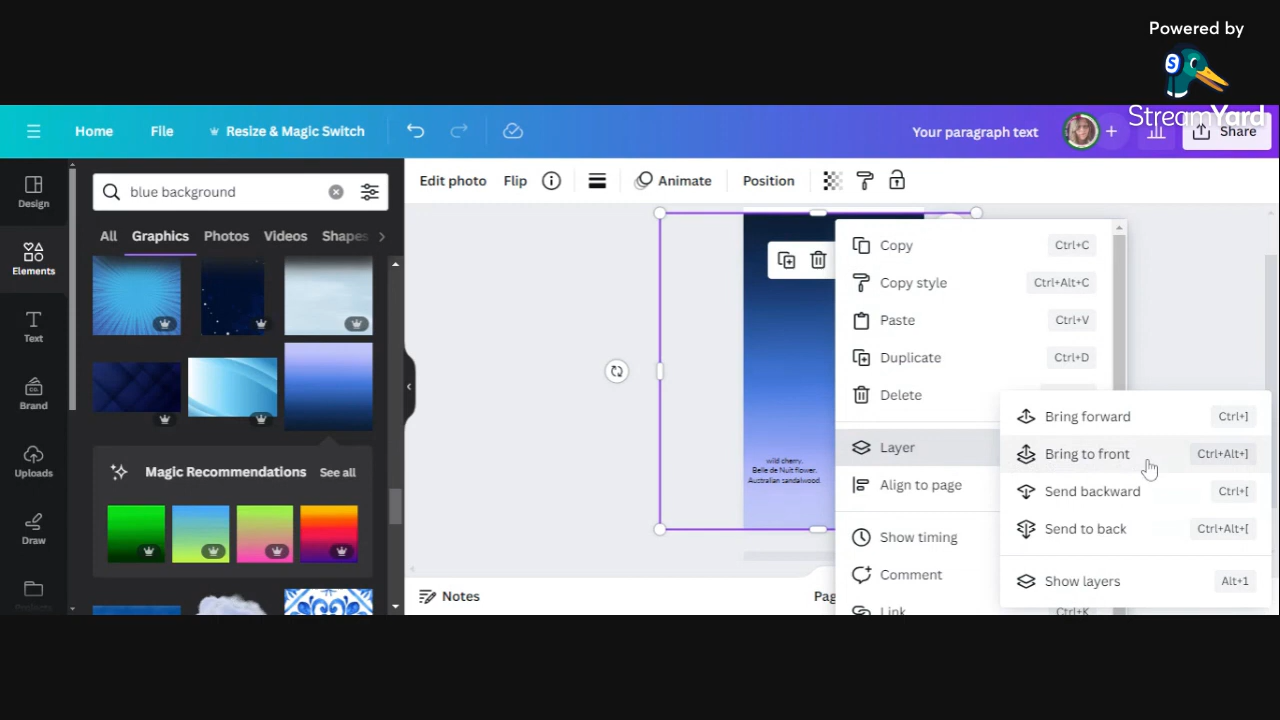 Powered by
StreamYard
Home
File
Resize & Magic Switch
Your paragraph text
Share
Design
Elements
Text
Brand
Uploads
Draw
blue background
All
Graphics
Photos
Videos
Shapes
Magic Recommendations
See all
Edit photo
Flip
Animate
Position
wild cherry.
Belle de Nuit flower.
Australian sandalwood.
Copy Ctrl+C
Copy style Ctrl+Alt+C
Paste Ctrl+V
Duplicate Ctrl+D
Delete
Layer
Align to page
Show timing
Comment
Link Ctrl+K
Bring forward Ctrl+]
Bring to front Ctrl+Alt+]
Send backward Ctrl+[
Send to back Ctrl+Alt+[
Show layers Alt+1
Notes
Pag